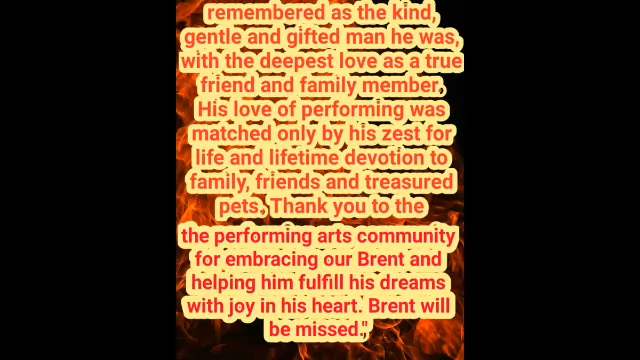 remembered as the kind,
gentle and gifted man he was,
with the deepest love as a true
friend and family member.
His love of performing was
matched only by his zest for
life and lifetime devotion to
family, friends and treasured
pets. Thank you to the
the performing arts community
for embracing our Brent and
helping him fulfill his dreams
with joy in his heart. Brent will
be missed."